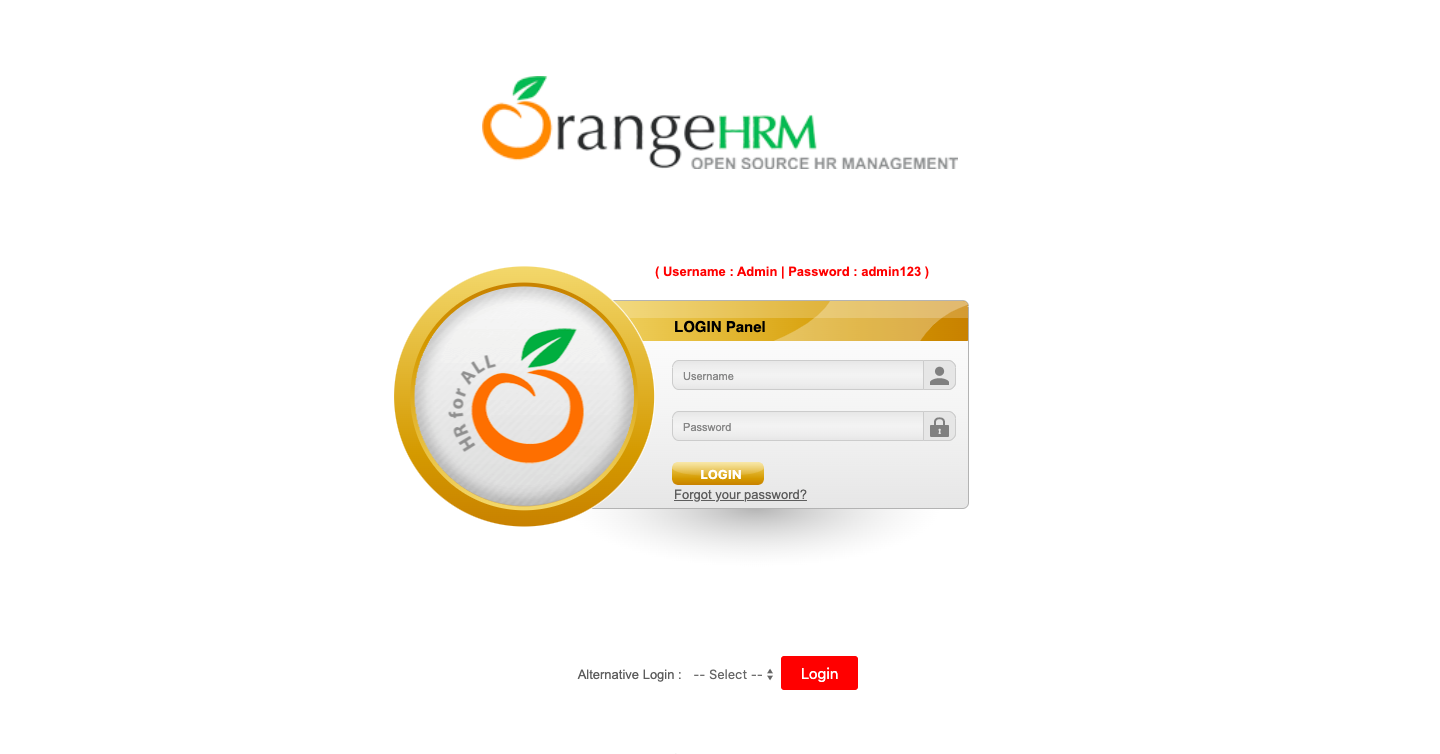 OrangeHRM
OPEN SOURCE HR MANAGEMENT
( Username : Admin | Password : admin123 )
HR for ALL
LOGIN Panel
Username
Password
LOGIN
Forgot your password?
Alternative Login : -- Select -- Login